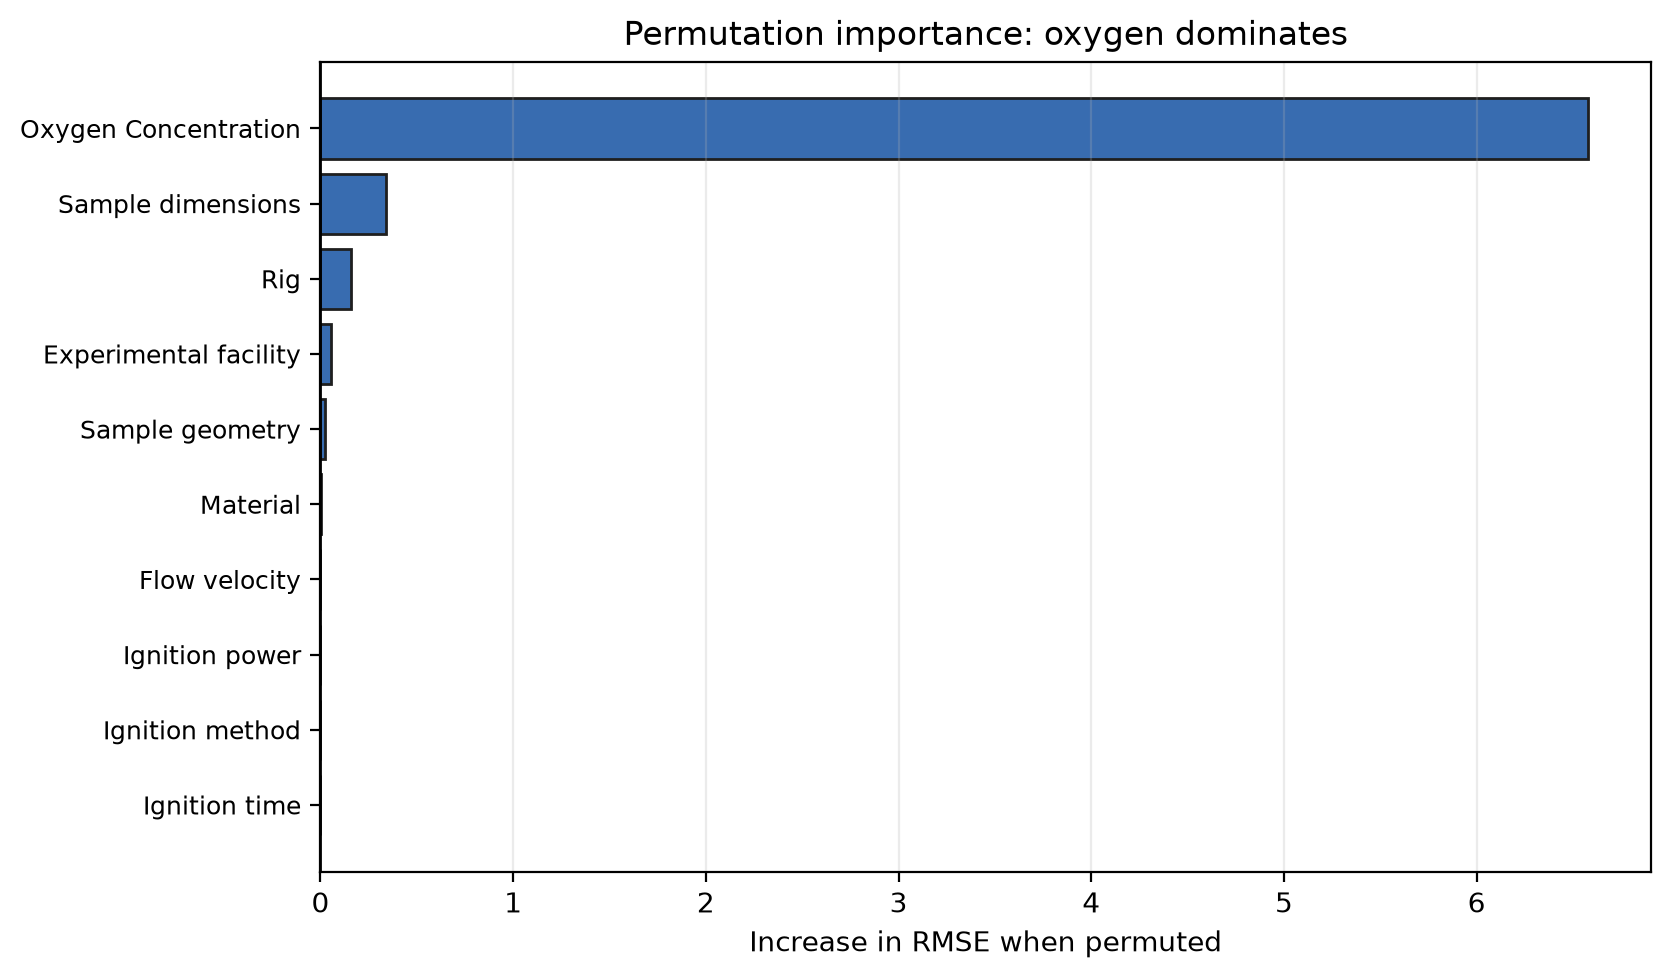 Permutation importance: oxygen dominates
Oxygen Concentration
Sample dimensions
Rig
Experimental facility
Sample geometry
Material
Flow velocity
Ignition power
Ignition method
Ignition time
0 1 2 3 4 5 6
Increase in RMSE when permuted